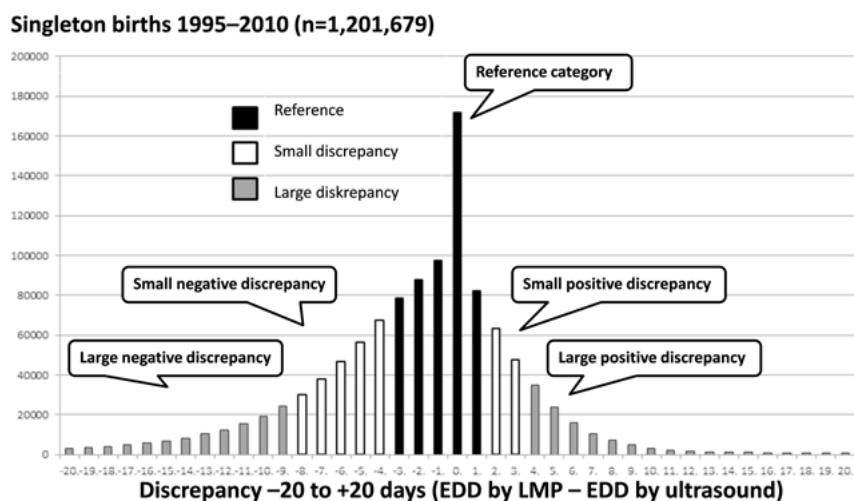 Singleton births 1995–2010 (n=1,201,679)
200000
180000
160000
140000
120000
100000
80000
60000
40000
20000
0
Reference category
Reference
Small discrepancy
Large diskrepancy
Small negative discrepancy
Small positive discrepancy
Large negative discrepancy
Large positive discrepancy
-20. -19. -18. -17. -16. -15. -14. -13. -12. -11. -10. -9. -8. -7. -6. -5. -4. -3. -2. -1. 0. 1. 2. 3. 4. 5. 6. 7. 8. 9. 10. 11. 12. 13. 14. 15. 16. 17. 18. 19. 20.
Discrepancy –20 to +20 days (EDD by LMP – EDD by ultrasound)